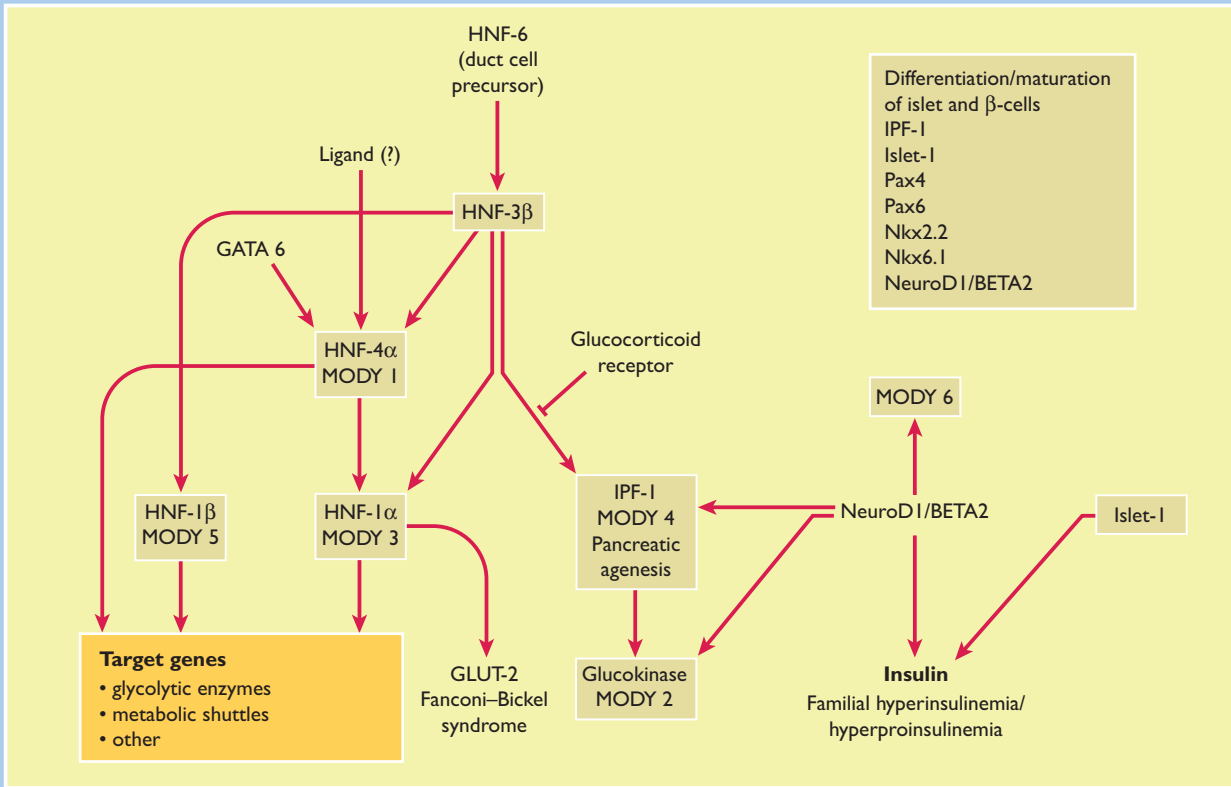 HNF-6
(duct cell
precursor)
Differentiation/maturation
of islet and β-cells
IPF-1
Islet-1
Pax4
Pax6
Nkx2.2
Nkx6.1
NeuroD1/BETA2
Ligand (?)
HNF-3β
GATA 6
HNF-4α
MODY 1
Glucocorticoid
receptor
MODY 6
HNF-1β
MODY 5
HNF-1α
MODY 3
IPF-1
MODY 4
Pancreatic
agenesis
NeuroD1/BETA2
Islet-1
Target genes
• glycolytic enzymes
• metabolic shuttles
• other
GLUT-2
Fanconi–Bickel
syndrome
Glucokinase
MODY 2
Insulin
Familial hyperinsulinemia/
hyperproinsulinemia